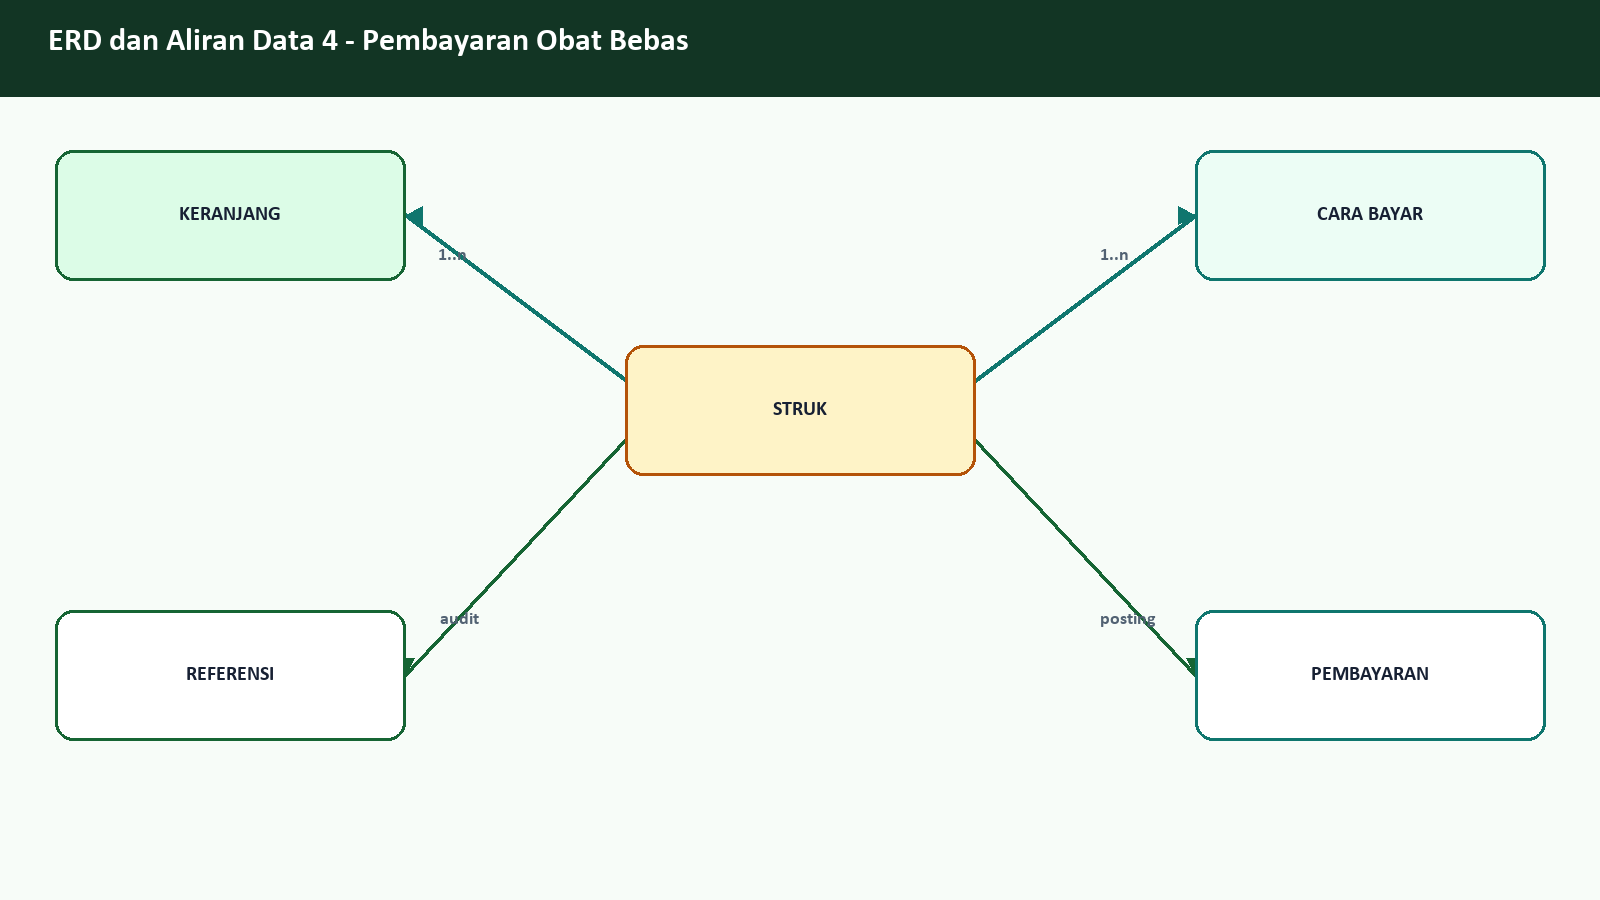 ERD dan Aliran Data 4 - Pembayaran Obat Bebas
KERANJANG
CARA BAYAR
1..n
1..n
STRUK
audit
posting
REFERENSI
PEMBAYARAN